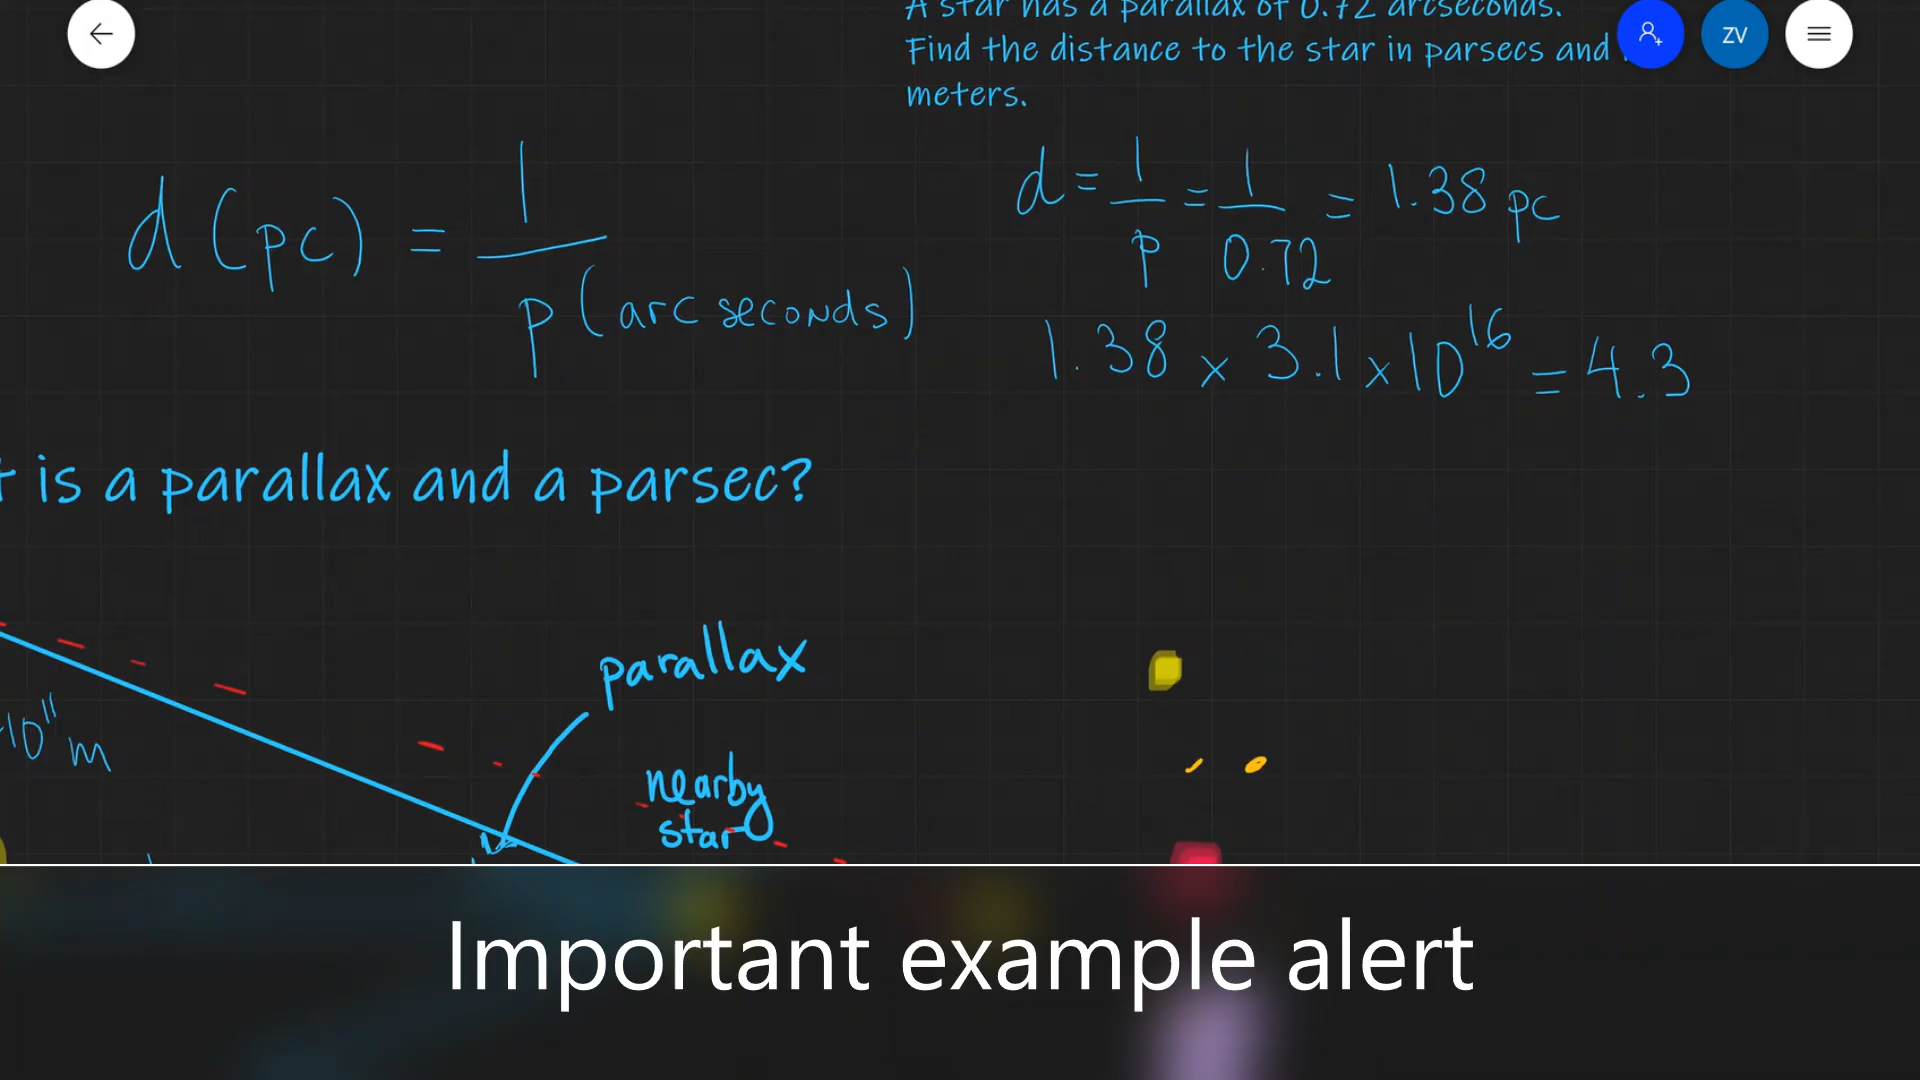 A star has a parallax of 0.72 arcseconds.
Find the distance to the star in parsecs and
meters.
ZV
d (pc) = 1 / p (arc seconds)
d = 1 / p = 1 / 0.72 = 1.38 pc
1.38 x 3.1 x 10^16 = 4.3
is a parallax and a parsec?
parallax
10^11 m
nearby
star
Important example alert